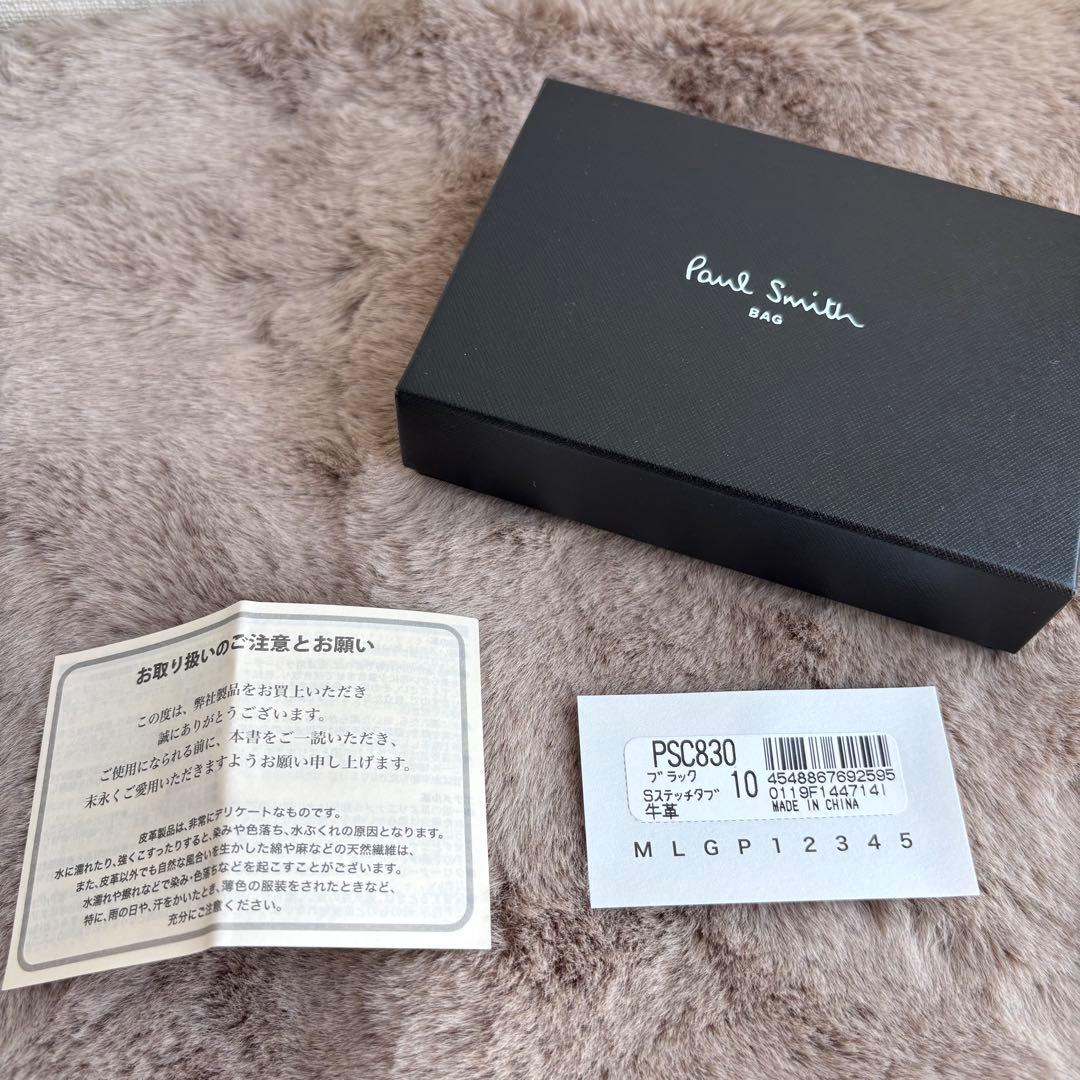 Paul Smith
BAG
お取り扱いのご注意とお願い
この度は、弊社製品をお買上いただき
誠にありがとうございます。
ご使用になられる前に、本書をご一読いただき、
末永くご愛用いただきますようお願い申し上げます。
皮革製品は、非常にデリケートなものです。
水に濡れたり、強くこすったりすると、染みや色落ち、水ぶくれの原因となります。
また、皮革以外でも自然な風合いを生かした綿や麻などの天然繊維は、
水濡れや擦れなどで染み・色落ちなどを起こすことがございます。
特に、雨の日や、汗をかいたとき、薄色の服装をされたときなど、
充分にご注意ください。
PSC830
ブラック 10
4548867692595
Sステッチタブ
0119F144714I
牛革
MADE IN CHINA
M L G P 1 2 3 4 5